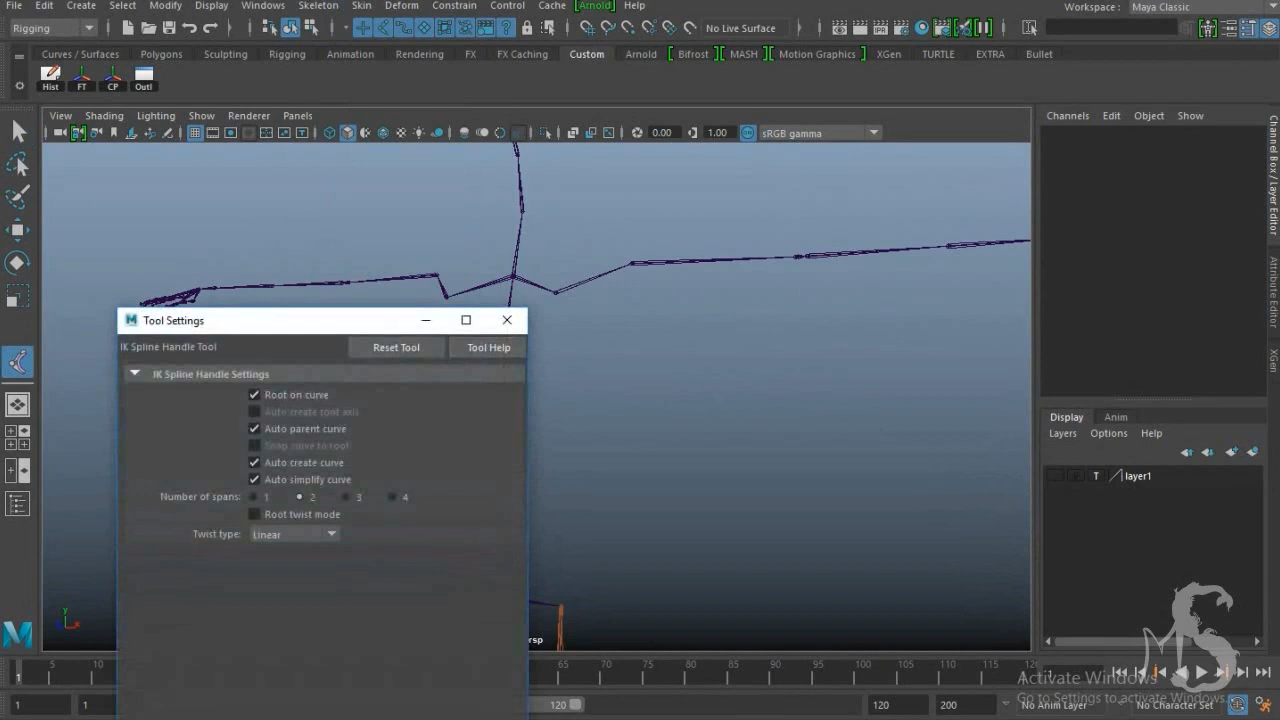 File Edit Create Select Modify Display Windows Skeleton Skin Deform Constrain Control Cache [Arnold] Help
Workspace : Maya Classic
Rigging
No Live Surface
Curves / Surfaces Polygons Sculpting Rigging Animation Rendering FX FX Caching Custom Arnold Bifrost MASH Motion Graphics XGen TURTLE EXTRA Bullet
Hist FT CP Outl
View Shading Lighting Show Renderer Panels
0.00 1.00 sRGB gamma
Channels Edit Object Show
Channel Box / Layer Editor
Attribute Editor
XGen
Tool Settings
IK Spline Handle Tool
Reset Tool Tool Help
IK Spline Handle Settings
Root on curve
Auto create root axis
Auto parent curve
Snap curve to root
Auto create curve
Auto simplify curve
Number of spans: 1 2 3 4
Root twist mode
Twist type: Linear
Display Anim
Layers Options Help
T layer1
y
x
persp
1 5 10 65 70 75 80 85 90 95 100 105 110 115 120
1
Activate Windows
Go to Settings to activate Windows.
1 1 120 120 200 No Anim Layer No Character Set